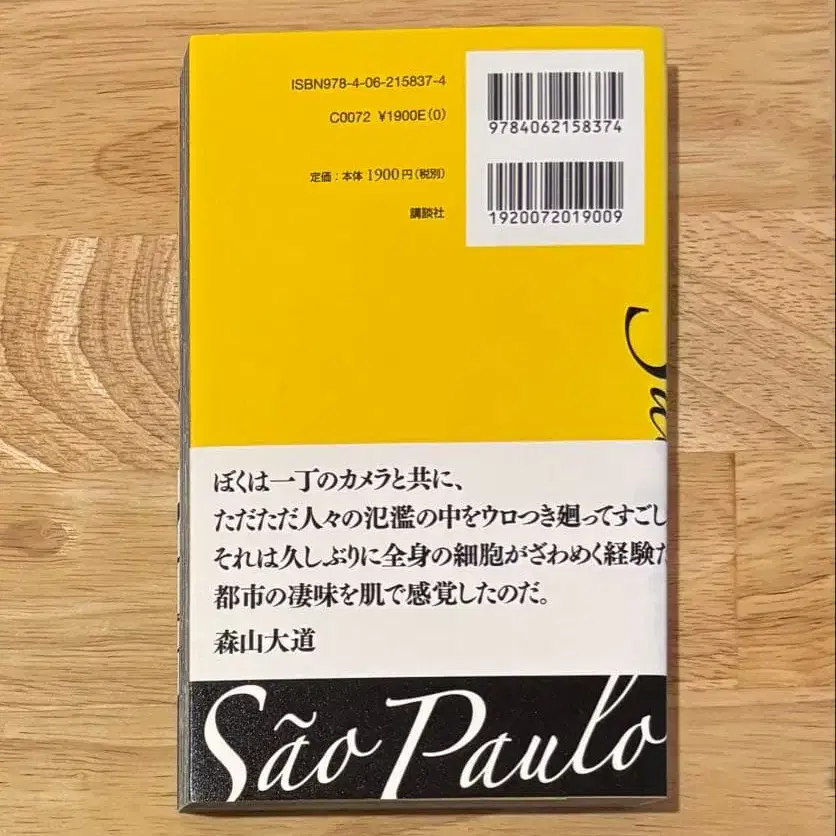 ISBN978-4-06-215837-4
C0072 ¥1900E(0)
定価：本体1900円(税別)
講談社
9784062158374
1920072019009
ぼくは一丁のカメラと共に、
ただただ人々の氾濫の中をウロつき廻ってすごし
それは久しぶりに全身の細胞がざわめく経験だ
都市の凄味を肌で感覚したのだ。
森山大道
São Paulo